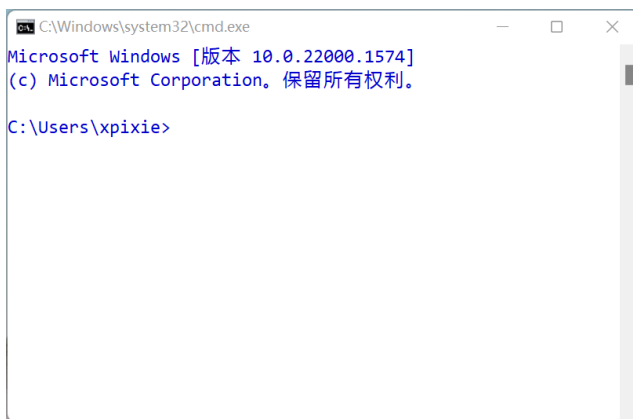 C:\Windows\system32\cmd.exe
Microsoft Windows [版本 10.0.22000.1574]
(c) Microsoft Corporation。保留所有权利。
C:\Users\xpixie>